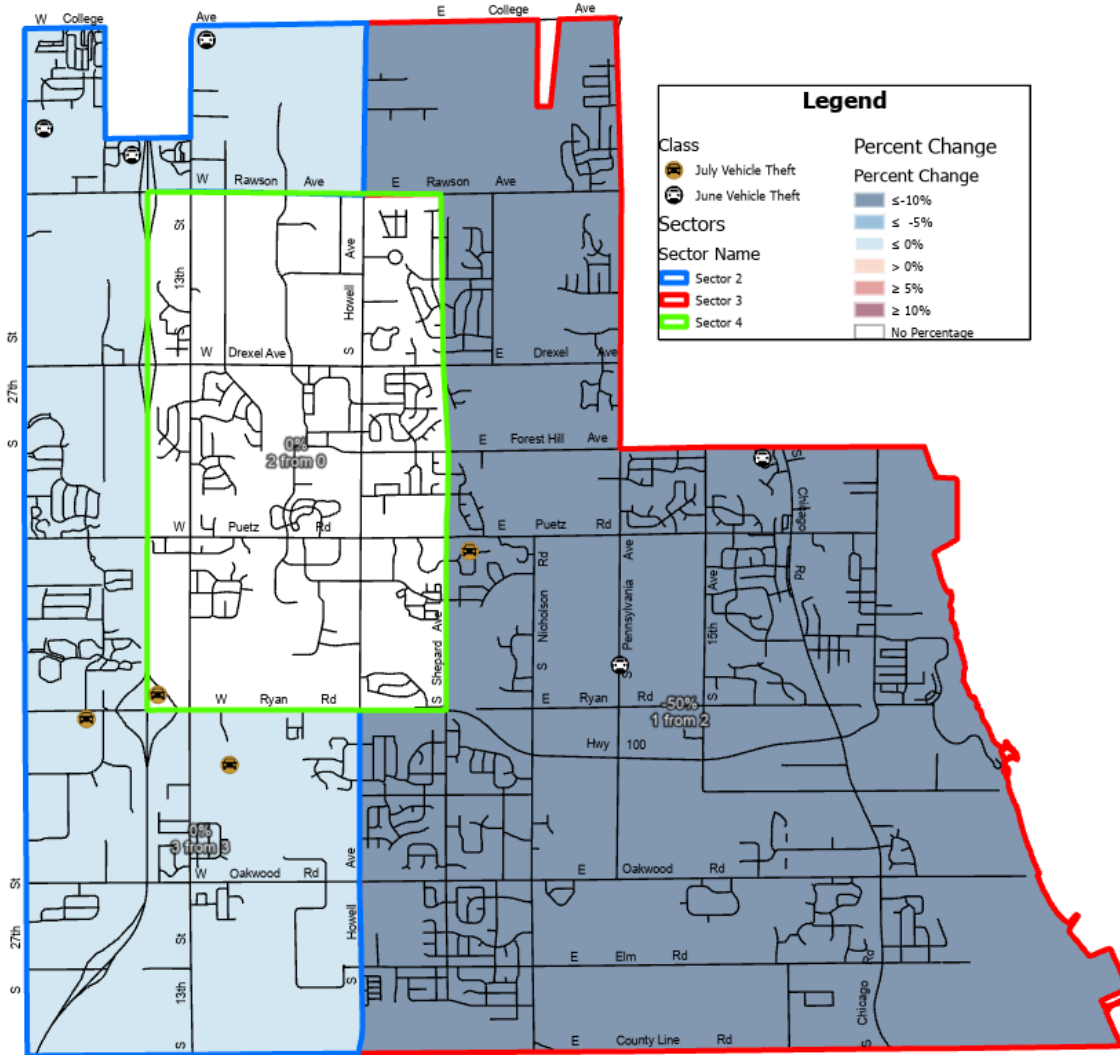 W College Ave
E College Ave
Legend
Class
July Vehicle Theft
June Vehicle Theft
Sectors
Sector Name
Sector 2
Sector 3
Sector 4
Percent Change
Percent Change
≤-10%
≤ -5%
≤ 0%
> 0%
≥ 5%
≥ 10%
No Percentage
W Rawson Ave
E Rawson Ave
S 13th St
S Howell Ave
S 27th St
W Drexel Ave
E Drexel Ave
E Forest Hill Ave
0%
2 from 0
S Chicago Rd
W Puetz Rd
E Puetz Rd
S Nicholson Rd
S Pennsylvania Ave
S 15th Ave
S Shepard Ave
W Ryan Rd
E Ryan Rd
-50%
1 from 2
Hwy 100
0%
3 from 3
W Oakwood Rd
E Oakwood Rd
S 27th St
S 13th St
S Howell Ave
E Elm Rd
S Chicago Rd
E County Line Rd